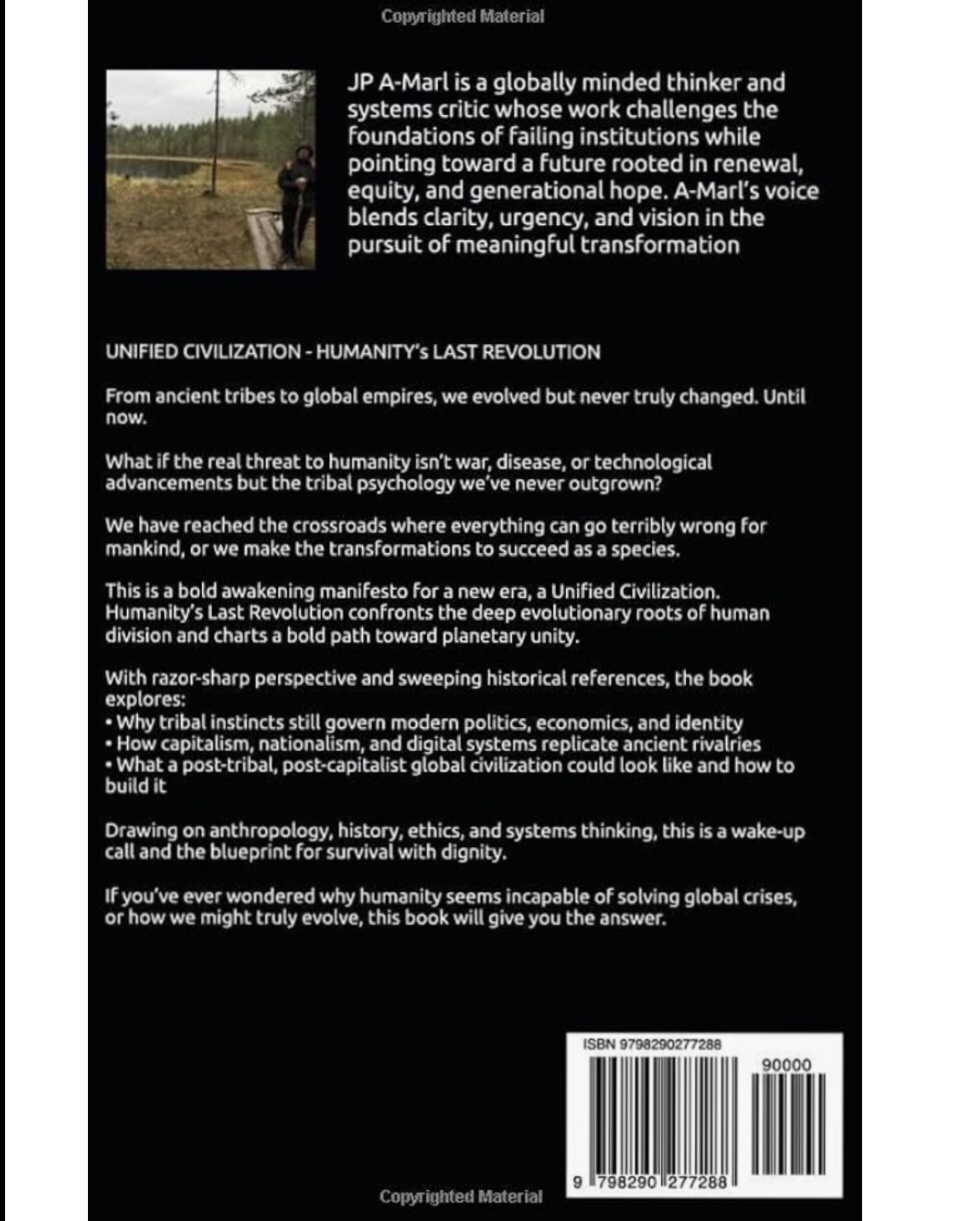 Copyrighted Material
JP A-Marl is a globally minded thinker and
systems critic whose work challenges the
foundations of failing institutions while
pointing toward a future rooted in renewal,
equity, and generational hope. A-Marl’s voice
blends clarity, urgency, and vision in the
pursuit of meaningful transformation
UNIFIED CIVILIZATION - HUMANITY’s LAST REVOLUTION
From ancient tribes to global empires, we evolved but never truly changed. Until
now.
What if the real threat to humanity isn’t war, disease, or technological
advancements but the tribal psychology we’ve never outgrown?
We have reached the crossroads where everything can go terribly wrong for
mankind, or we make the transformations to succeed as a species.
This is a bold awakening manifesto for a new era, a Unified Civilization.
Humanity’s Last Revolution confronts the deep evolutionary roots of human
division and charts a bold path toward planetary unity.
With razor-sharp perspective and sweeping historical references, the book
explores:
• Why tribal instincts still govern modern politics, economics, and identity
• How capitalism, nationalism, and digital systems replicate ancient rivalries
• What a post-tribal, post-capitalist global civilization could look like and how to
build it
Drawing on anthropology, history, ethics, and systems thinking, this is a wake-up
call and the blueprint for survival with dignity.
If you’ve ever wondered why humanity seems incapable of solving global crises,
or how we might truly evolve, this book will give you the answer.
ISBN 9798290277288
90000
9 798290 277288
Copyrighted Material